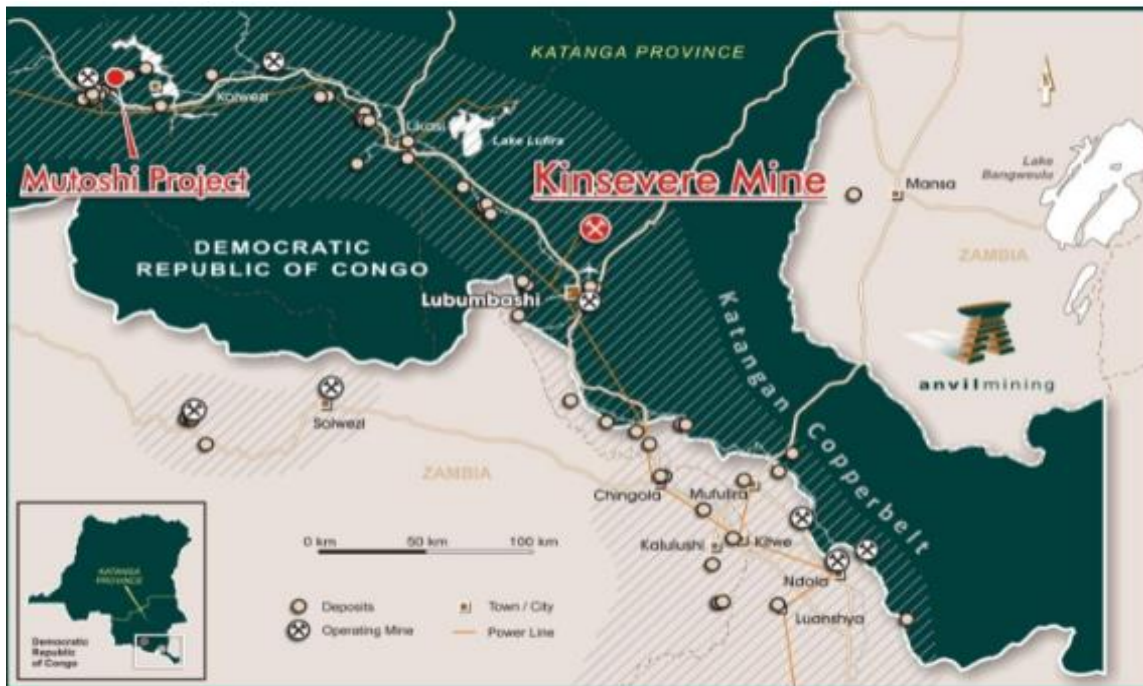 KATANGA PROVINCE
Kolwezi
Likasi
Lake Lufira
Mutoshi Project
Kinsevere Mine
Mansa
Lake
Bangweulu
ZAMBIA
DEMOCRATIC
REPUBLIC OF CONGO
Lubumbashi
Katangan Copperbelt
anvilmining
Solwezi
ZAMBIA
Chingola
Mufulira
Kalulushi
Kitwe
Ndola
Luanshya
0 km
50 km
100 km
KATANGA
PROVINCE
Democratic
Republic
of Congo
Deposits
Town / City
Operating Mine
Power Line